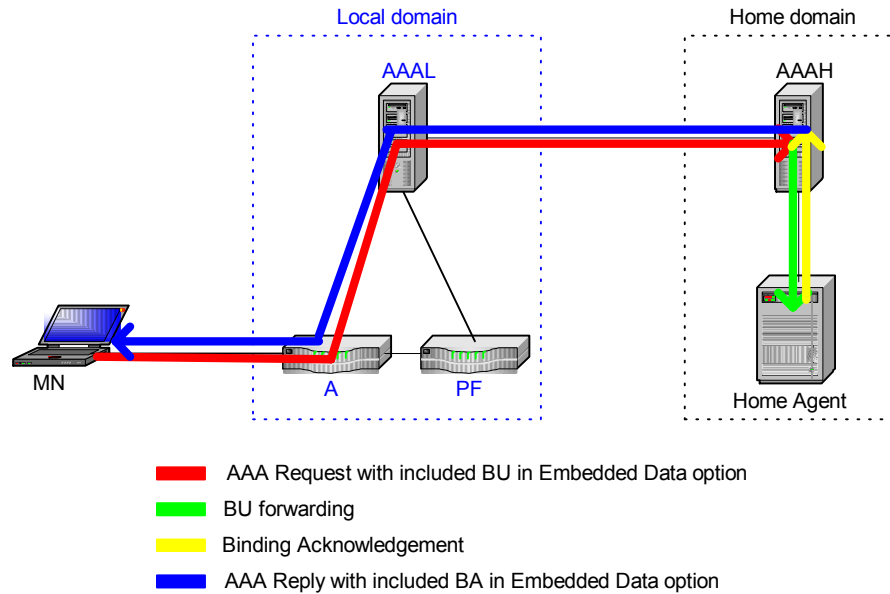 Local domain
Home domain
AAAL
AAAH
MN
A
PF
Home Agent
AAA Request with included BU in Embedded Data option
BU forwarding
Binding Acknowledgement
AAA Reply with included BA in Embedded Data option